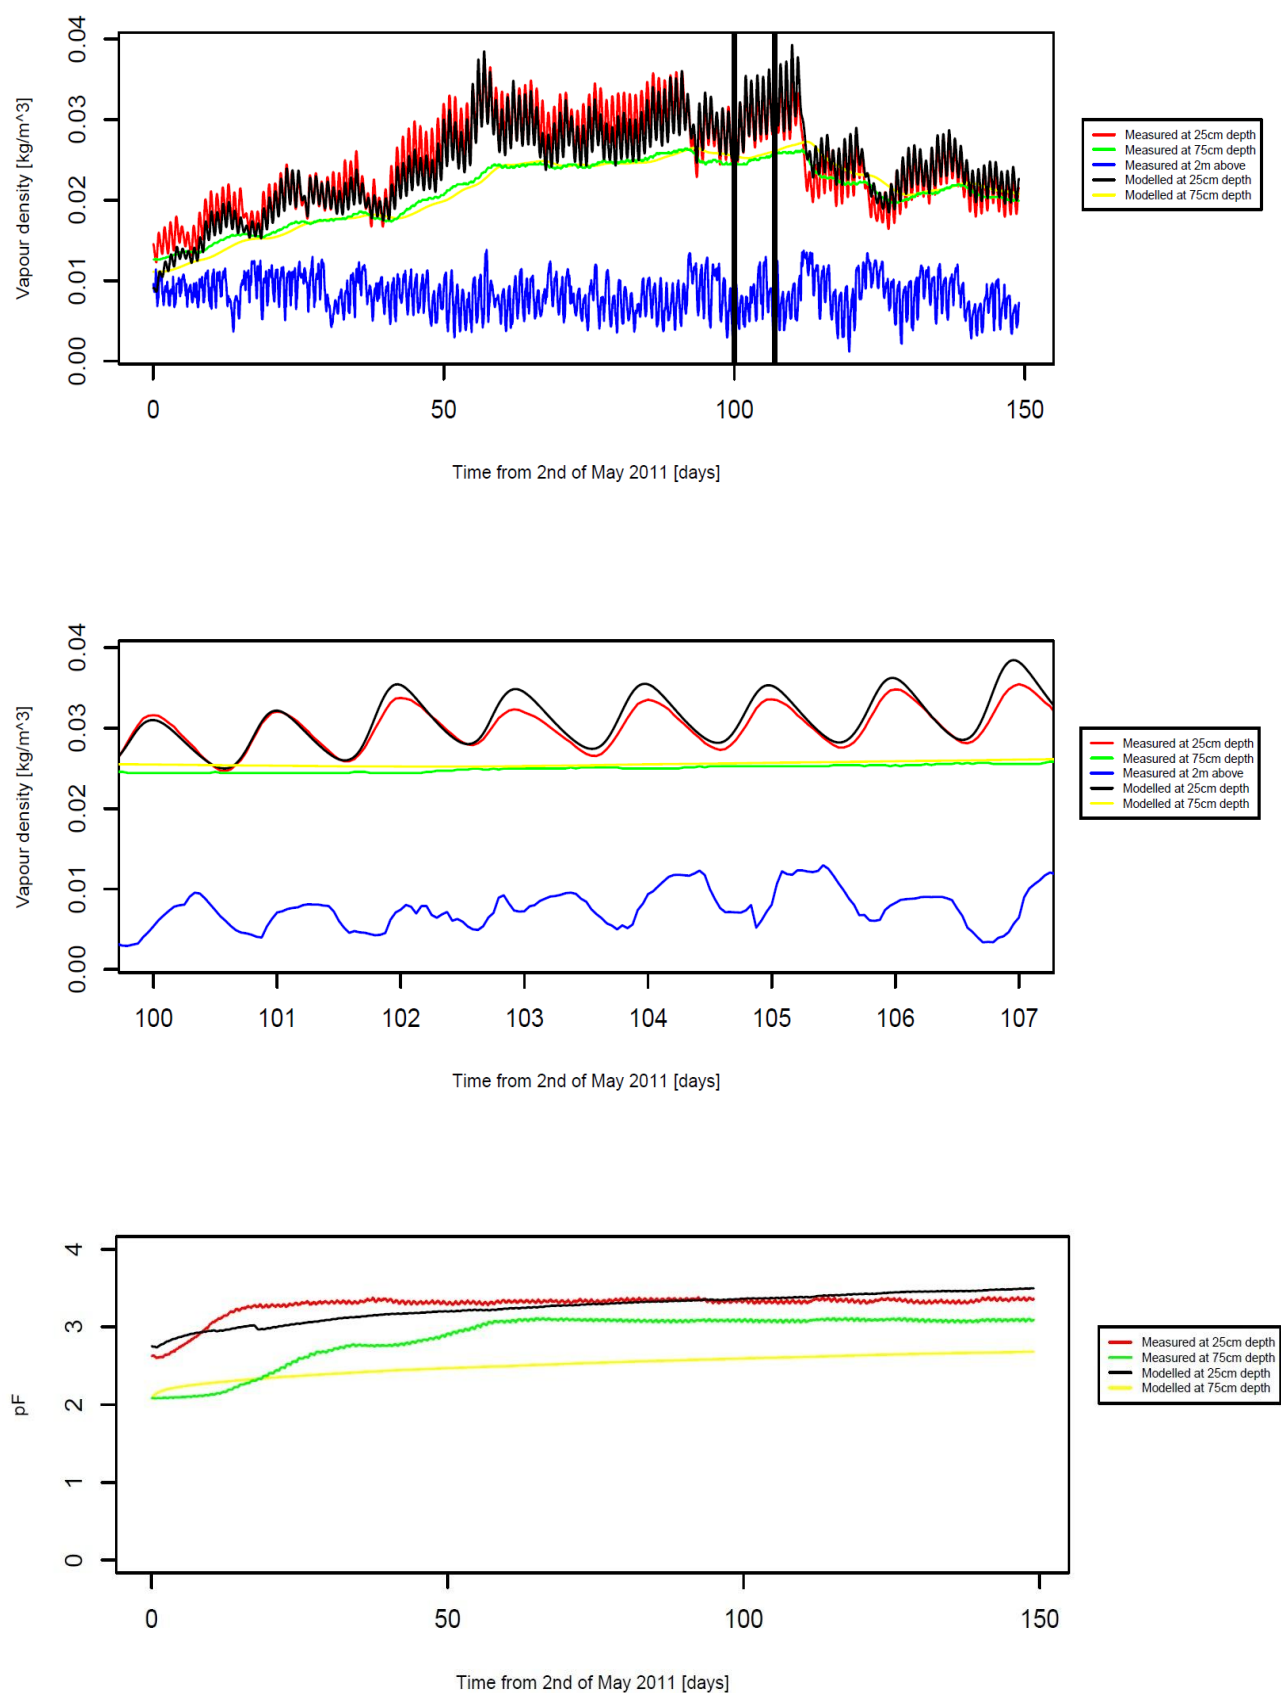 0.04
0.03
0.02
0.01
0.00
Vapour density [kg/m^3]
0 50 100 150
Time from 2nd of May 2011 [days]
Measured at 25cm depth
Measured at 75cm depth
Measured at 2m above
Modelled at 25cm depth
Modelled at 75cm depth
0.04
0.03
0.02
0.01
0.00
Vapour density [kg/m^3]
100 101 102 103 104 105 106 107
Time from 2nd of May 2011 [days]
Measured at 25cm depth
Measured at 75cm depth
Measured at 2m above
Modelled at 25cm depth
Modelled at 75cm depth
4
3
2
1
0
pF
0 50 100 150
Time from 2nd of May 2011 [days]
Measured at 25cm depth
Measured at 75cm depth
Modelled at 25cm depth
Modelled at 75cm depth